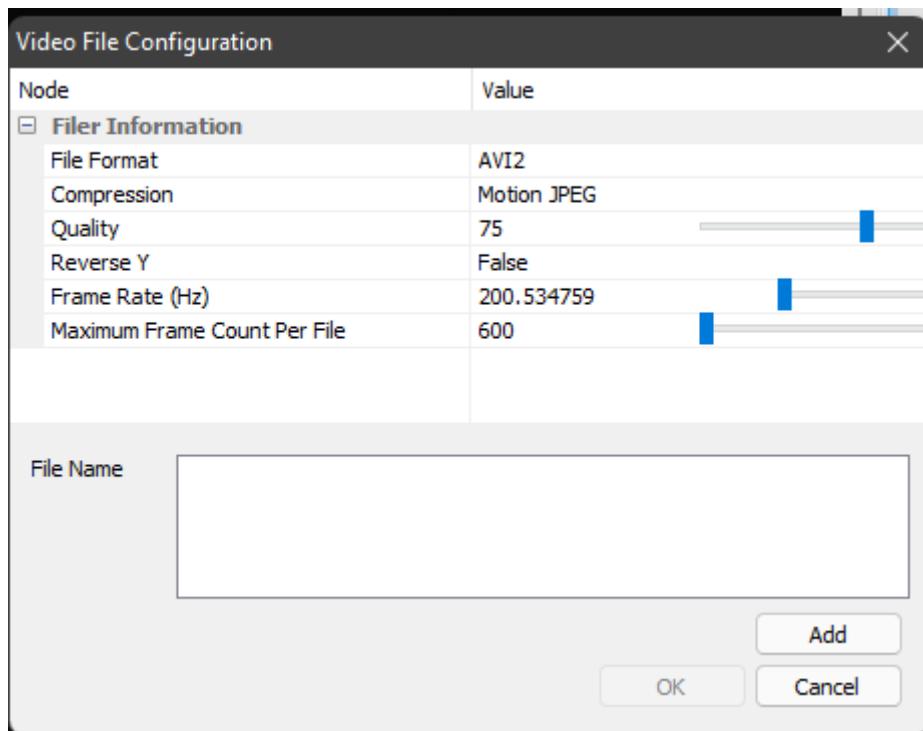 Video File Configuration
Node Value
Filer Information
File Format AVI2
Compression Motion JPEG
Quality 75
Reverse Y False
Frame Rate (Hz) 200.534759
Maximum Frame Count Per File 600
File Name
Add
OK Cancel